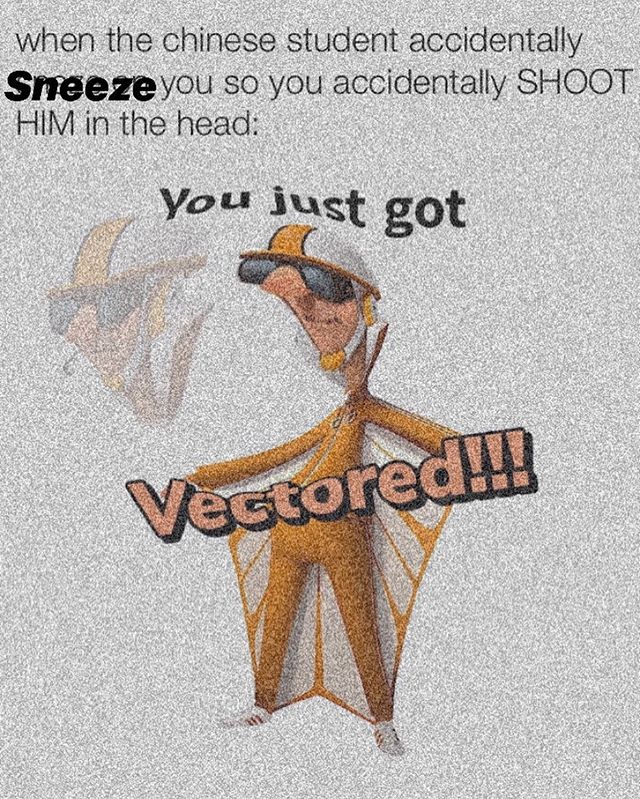 when the chinese student accidentally
Sneeze you so you accidentally SHOOT
HIM in the head:
You just got
Vectored!!!